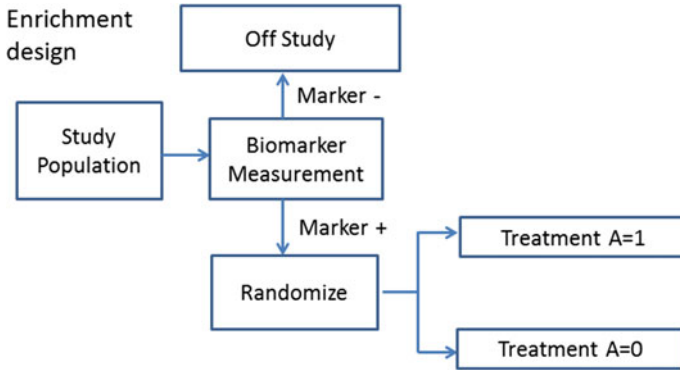 Enrichment
design
Off Study
Marker -
Study
Population
Biomarker
Measurement
Marker +
Randomize
Treatment A=1
Treatment A=0